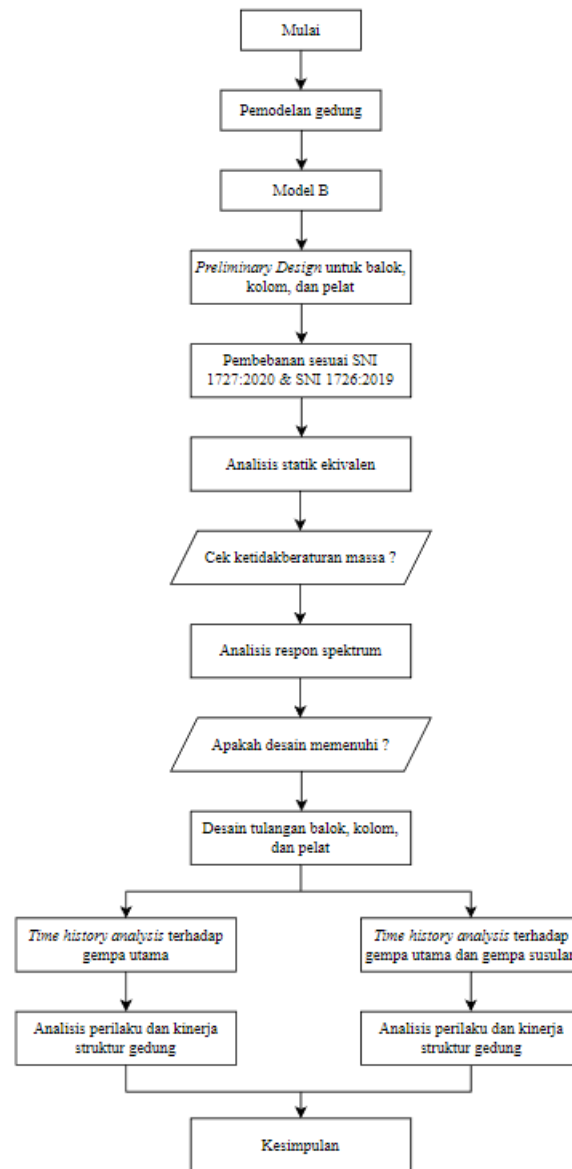 Mulai
Pemodelan gedung
Model B
Preliminary Design untuk balok,
kolom, dan pelat
Pembebanan sesuai SNI
1727:2020 & SNI 1726:2019
Analisis statik ekivalen
Cek ketidakberaturan massa ?
Analisis respon spektrum
Apakah desain memenuhi ?
Desain tulangan balok, kolom,
dan pelat
Time history analysis terhadap
gempa utama
Time history analysis terhadap
gempa utama dan gempa susulan
Analisis perilaku dan kinerja
struktur gedung
Analisis perilaku dan kinerja
struktur gedung
Kesimpulan